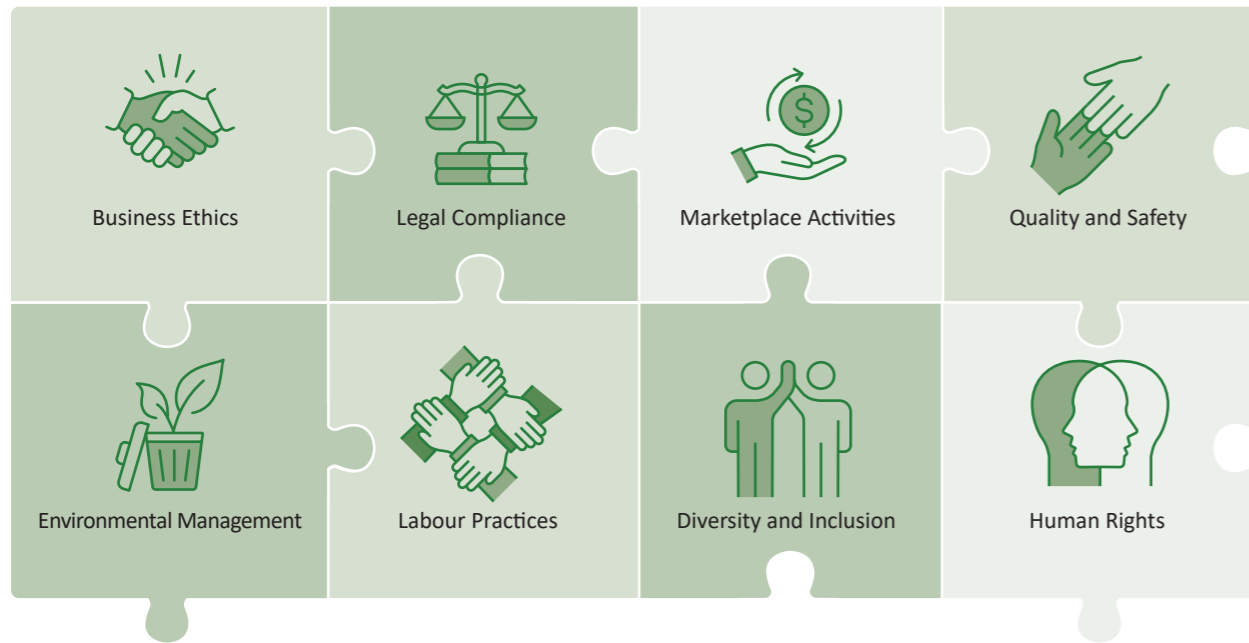 Business Ethics
Legal Compliance
$
Marketplace Activities
Quality and Safety
Environmental Management
Labour Practices
Diversity and Inclusion
Human Rights